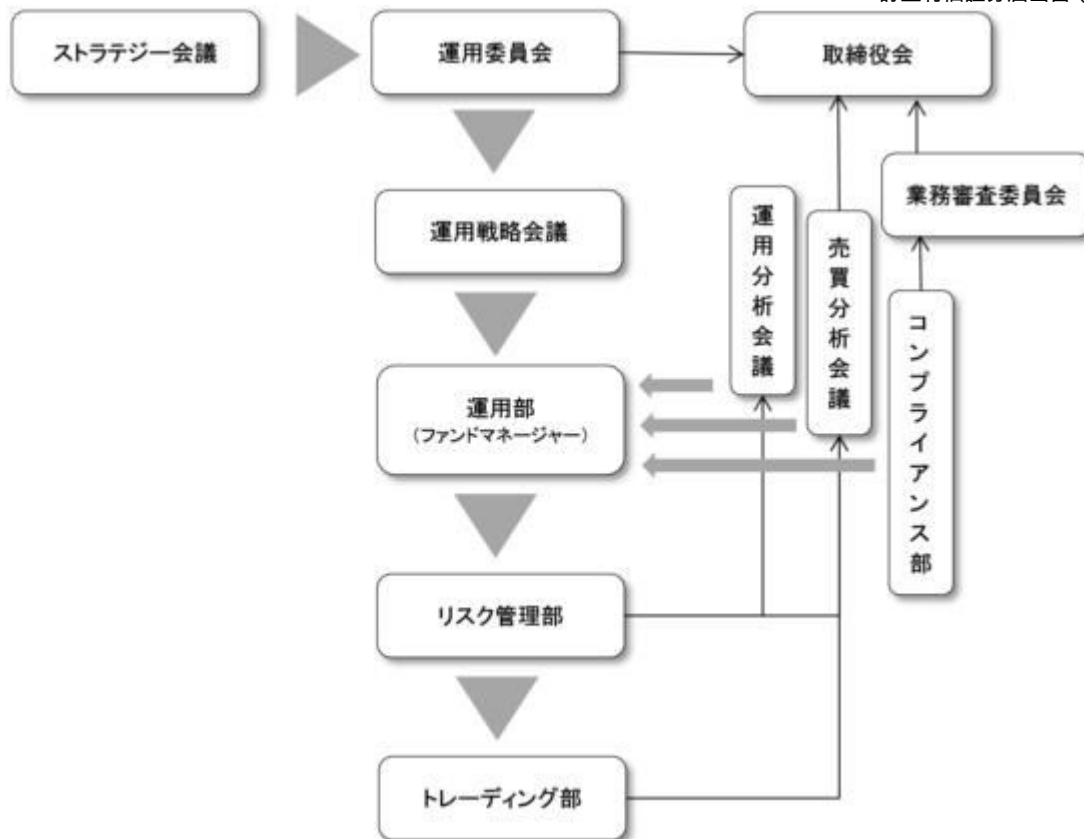 ストラテジー会議
運用委員会
取締役会
業務審査委員会
運用戦略会議
運用分析会議
売買分析会議
コンプライアンス部
運用部
(ファンドマネージャー)
リスク管理部
トレーディング部